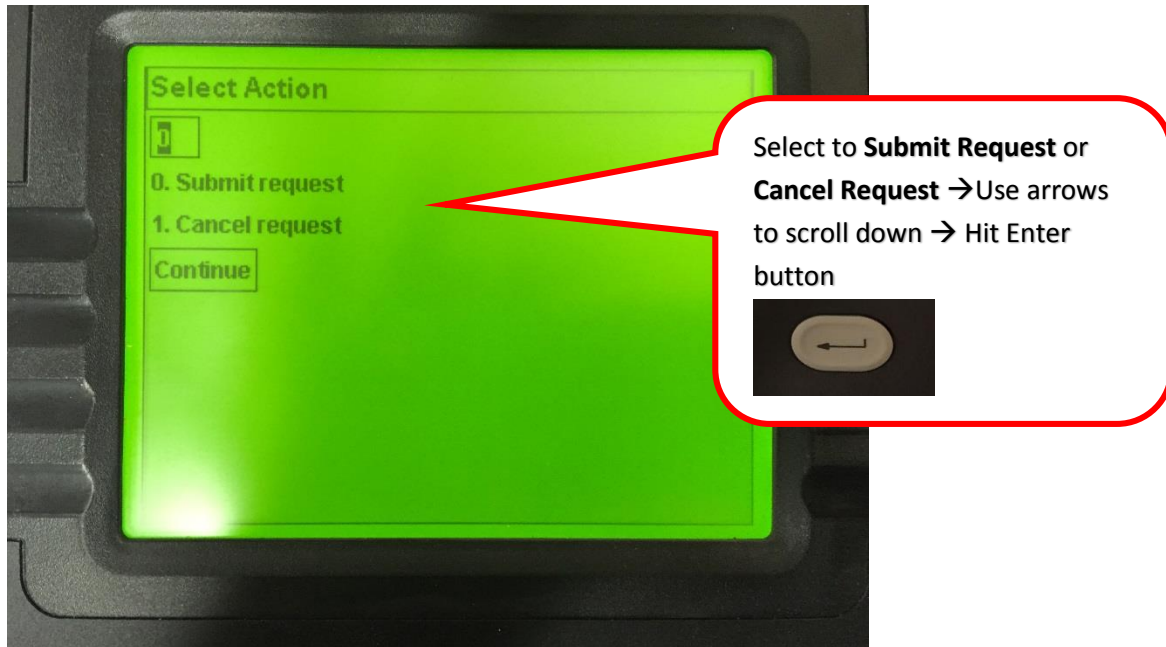 Select Action
0
0. Submit request
1. Cancel request
Continue
Select to Submit Request or
Cancel Request →Use arrows
to scroll down → Hit Enter
button